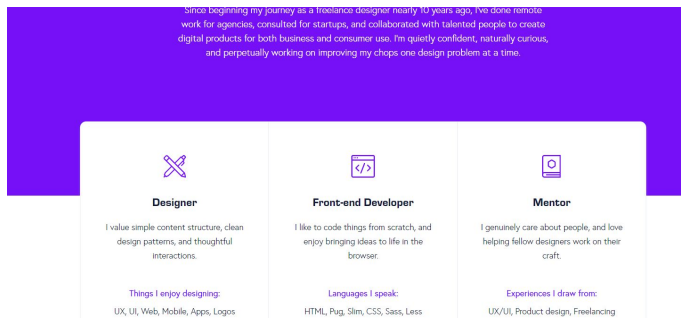 Since beginning my journey as a freelance designer nearly 10 years ago, I've done remote
work for agencies, consulted for startups, and collaborated with talented people to create
digital products for both business and consumer use. I'm quietly confident, naturally curious,
and perpetually working on improving my chops one design problem at a time.
Designer
I value simple content structure, clean
design patterns, and thoughtful
interactions.
Things I enjoy designing:
UX, UI, Web, Mobile, Apps, Logos
Front-end Developer
I like to code things from scratch, and
enjoy bringing ideas to life in the
browser.
Languages I speak:
HTML, Pug, Slim, CSS, Sass, Less
Mentor
I genuinely care about people, and love
helping fellow designers work on their
craft.
Experiences I draw from:
UX/UI, Product design, Freelancing